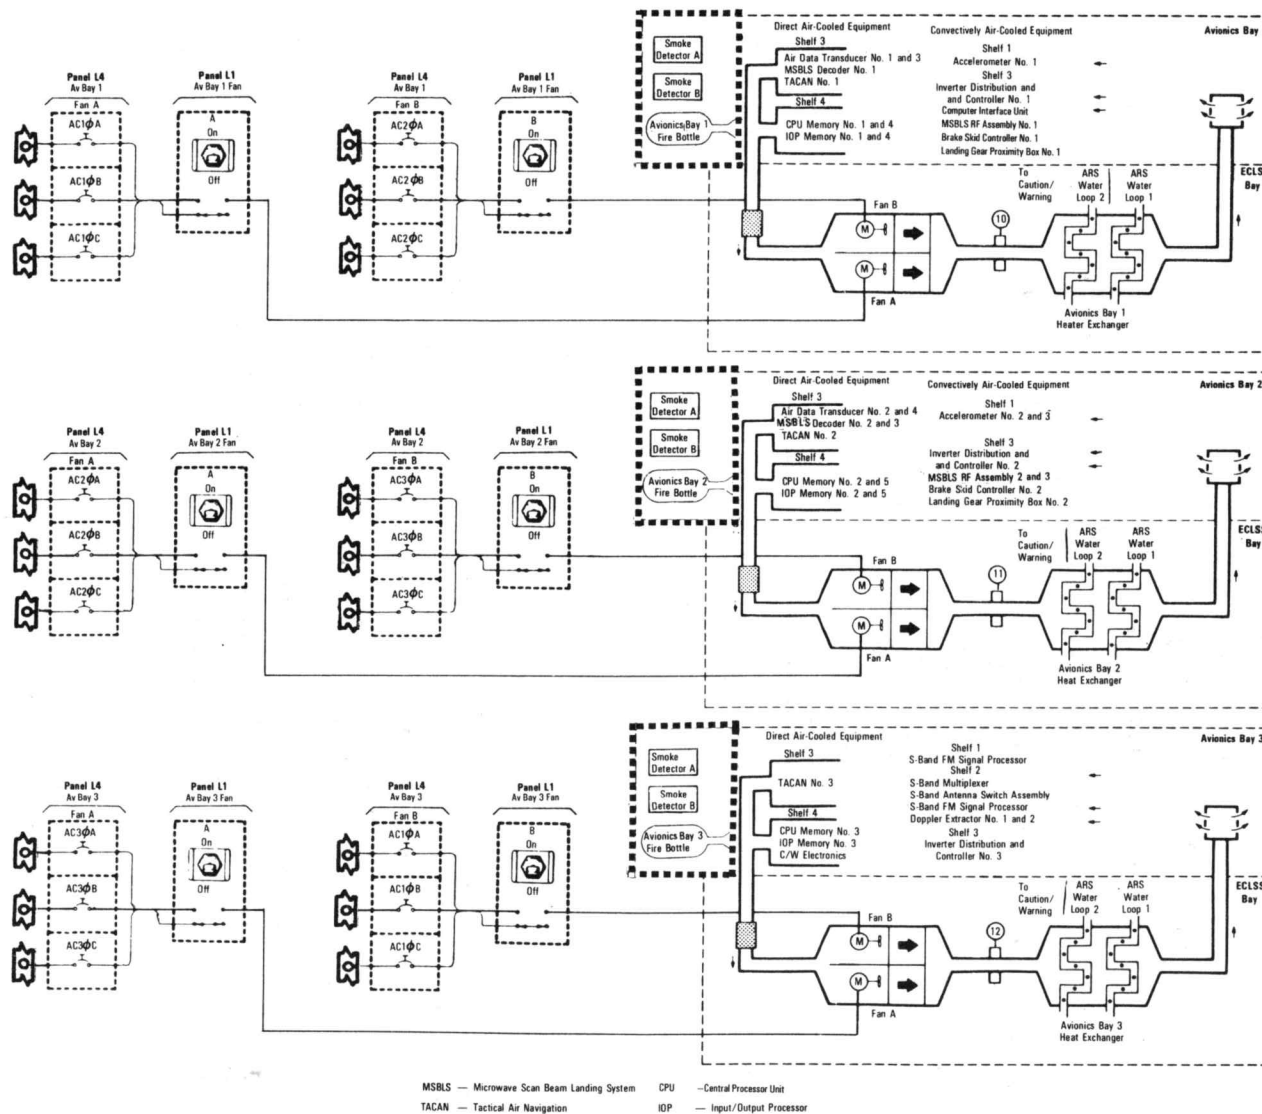 Panel L4
Av Bay 1
Fan A
AC1ϕA
AC1ϕB
AC1ϕC
Panel L1
Av Bay 1 Fan
A
On
Off
Panel L4
Av Bay 1
Fan B
AC2ϕA
AC2ϕB
AC2ϕC
Panel L1
Av Bay 1 Fan
B
On
Off
Smoke
Detector A
Smoke
Detector B
Avionics Bay 1
Fire Bottle
Direct Air-Cooled Equipment
Shelf 3
Air Data Transducer No. 1 and 3
MSBLS Decoder No. 1
TACAN No. 1
Shelf 4
CPU Memory No. 1 and 4
IOP Memory No. 1 and 4
Convectively Air-Cooled Equipment
Shelf 1
Accelerometer No. 1
Shelf 3
Inverter Distribution and
and Controller No. 1
Computer Interface Unit
MSBLS RF Assembly No. 1
Brake Skid Controller No. 1
Landing Gear Proximity Box No. 1
Avionics Bay
ECLS
Bay
Fan B
M
M
Fan A
10
To
Caution/
Warning
ARS
Water
Loop 2
ARS
Water
Loop 1
Avionics Bay 1
Heater Exchanger
Panel L4
Av Bay 2
Fan A
AC2ϕA
AC2ϕB
AC2ϕC
Panel L1
Av Bay 2 Fan
A
On
Off
Panel L4
Av Bay 2
Fan B
AC3ϕA
AC3ϕB
AC3ϕC
Panel L1
Av Bay 2 Fan
B
On
Off
Smoke
Detector A
Smoke
Detector B
Avionics Bay 2
Fire Bottle
Direct Air-Cooled Equipment
Shelf 3
Air Data Transducer No. 2 and 4
MSBLS Decoder No. 2 and 3
TACAN No. 2
Shelf 4
CPU Memory No. 2 and 5
IOP Memory No. 2 and 5
Convectively Air-Cooled Equipment
Shelf 1
Accelerometer No. 2 and 3
Shelf 3
Inverter Distribution and
and Controller No. 2
MSBLS RF Assembly 2 and 3
Brake Skid Controller No. 2
Landing Gear Proximity Box No. 2
Avionics Bay 2
ECLSS
Bay
Fan B
M
M
Fan A
11
To
Caution/
Warning
ARS
Water
Loop 2
ARS
Water
Loop 1
Avionics Bay 2
Heat Exchanger
Panel L4
Av Bay 3
Fan A
AC3ϕA
AC3ϕB
AC3ϕC
Panel L1
Av Bay 3 Fan
A
On
Off
Panel L4
Av Bay 3
Fan B
AC1ϕA
AC1ϕB
AC1ϕC
Panel L1
Av Bay 3 Fan
B
On
Off
Smoke
Detector A
Smoke
Detector B
Avionics Bay 3
Fire Bottle
Direct Air-Cooled Equipment
Shelf 3
TACAN No. 3
Shelf 4
CPU Memory No. 3
IOP Memory No. 3
C/W Electronics
Shelf 1
S-Band FM Signal Processor
Shelf 2
S-Band Multiplexer
S-Band Antenna Switch Assembly
S-Band FM Signal Processor
Doppler Extractor No. 1 and 2
Shelf 3
Inverter Distribution and
Controller No. 3
Avionics Bay 3
ECLSS
Bay
Fan B
M
M
Fan A
12
To
Caution/
Warning
ARS
Water
Loop 2
ARS
Water
Loop 1
Avionics Bay 3
Heat Exchanger
MSBLS — Microwave Scan Beam Landing System
CPU – Central Processor Unit
TACAN — Tactical Air Navigation
IOP — Input/Output Processor